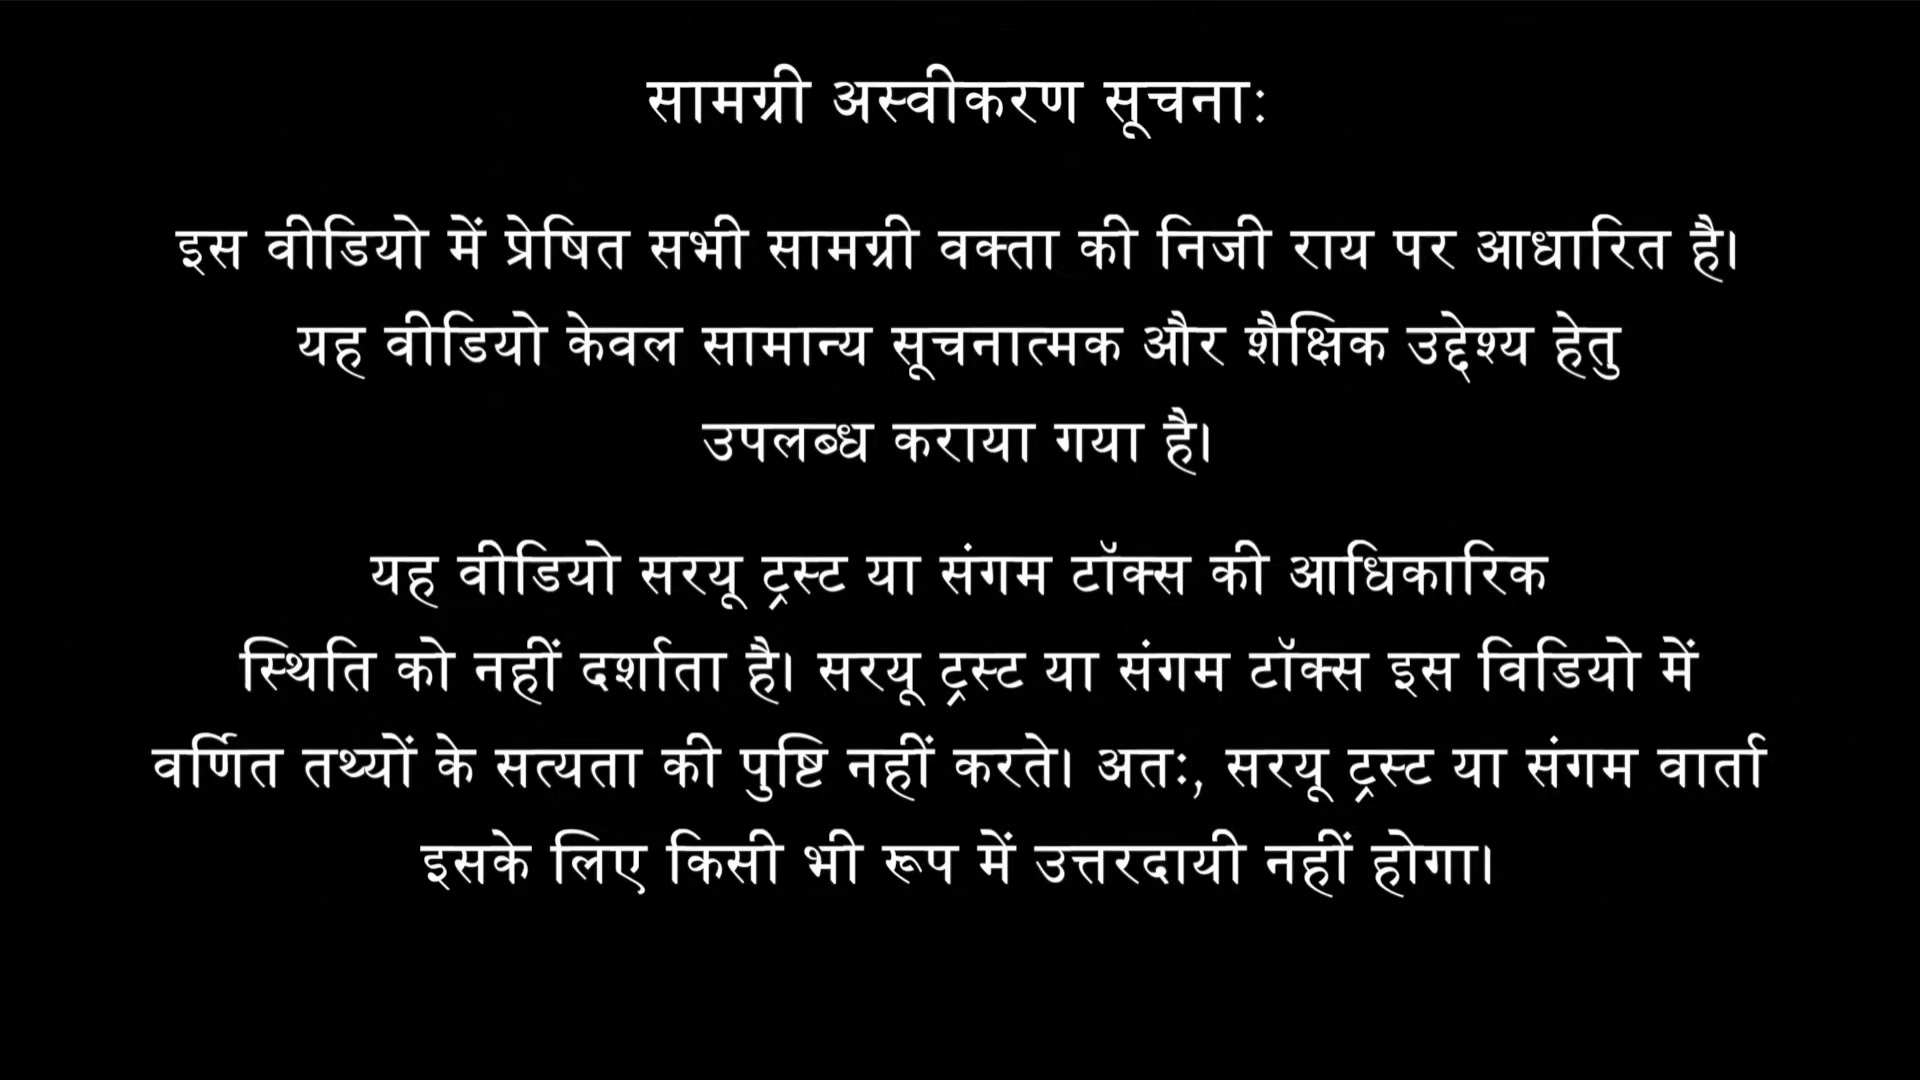 सामग्री अस्वीकरण सूचना:
इस वीडियो में प्रेषित सभी सामग्री वक्ता की निजी राय पर आधारित है।
यह वीडियो केवल सामान्य सूचनात्मक और शैक्षिक उद्देश्य हेतु
उपलब्ध कराया गया है।
यह वीडियो सरयू ट्रस्ट या संगम टॉक्स की आधिकारिक
स्थिति को नहीं दर्शाता है। सरयू ट्रस्ट या संगम टॉक्स इस विडियो में
वर्णित तथ्यों के सत्यता की पुष्टि नहीं करते। अतः, सरयू ट्रस्ट या संगम वार्ता
इसके लिए किसी भी रूप में उत्तरदायी नहीं होगा।